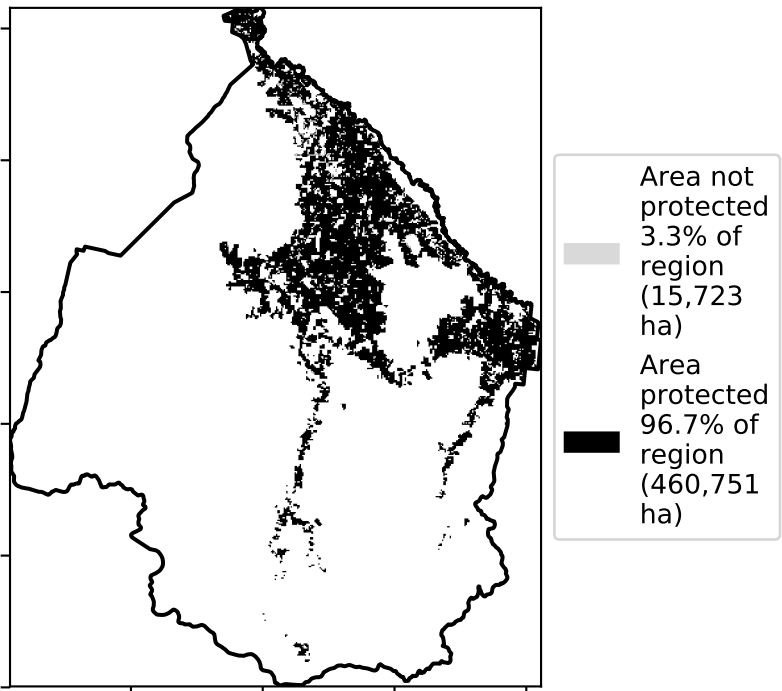 Area not
protected
3.3% of
region
(15,723
ha)
Area
protected
96.7% of
region
(460,751
ha)